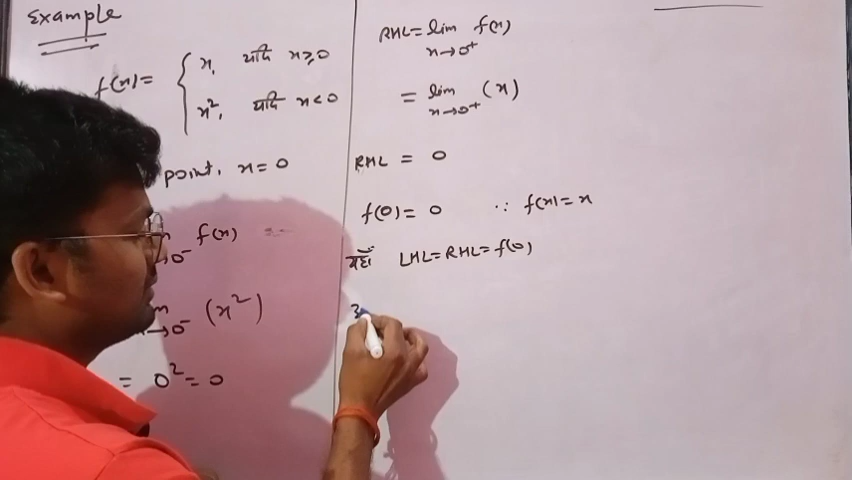 Example
f(x) = { x, यदि x ≥ 0
x², यदि x < 0
point, x = 0
f(x)
x→0⁻
(x²)
→0⁻
= 0² = 0
RHL = lim f(x)
x→0⁺
= lim (x)
x→0⁺
RHL = 0
f(0) = 0 ∵ f(x) = x
यहाँ LHL = RHL = f(0)